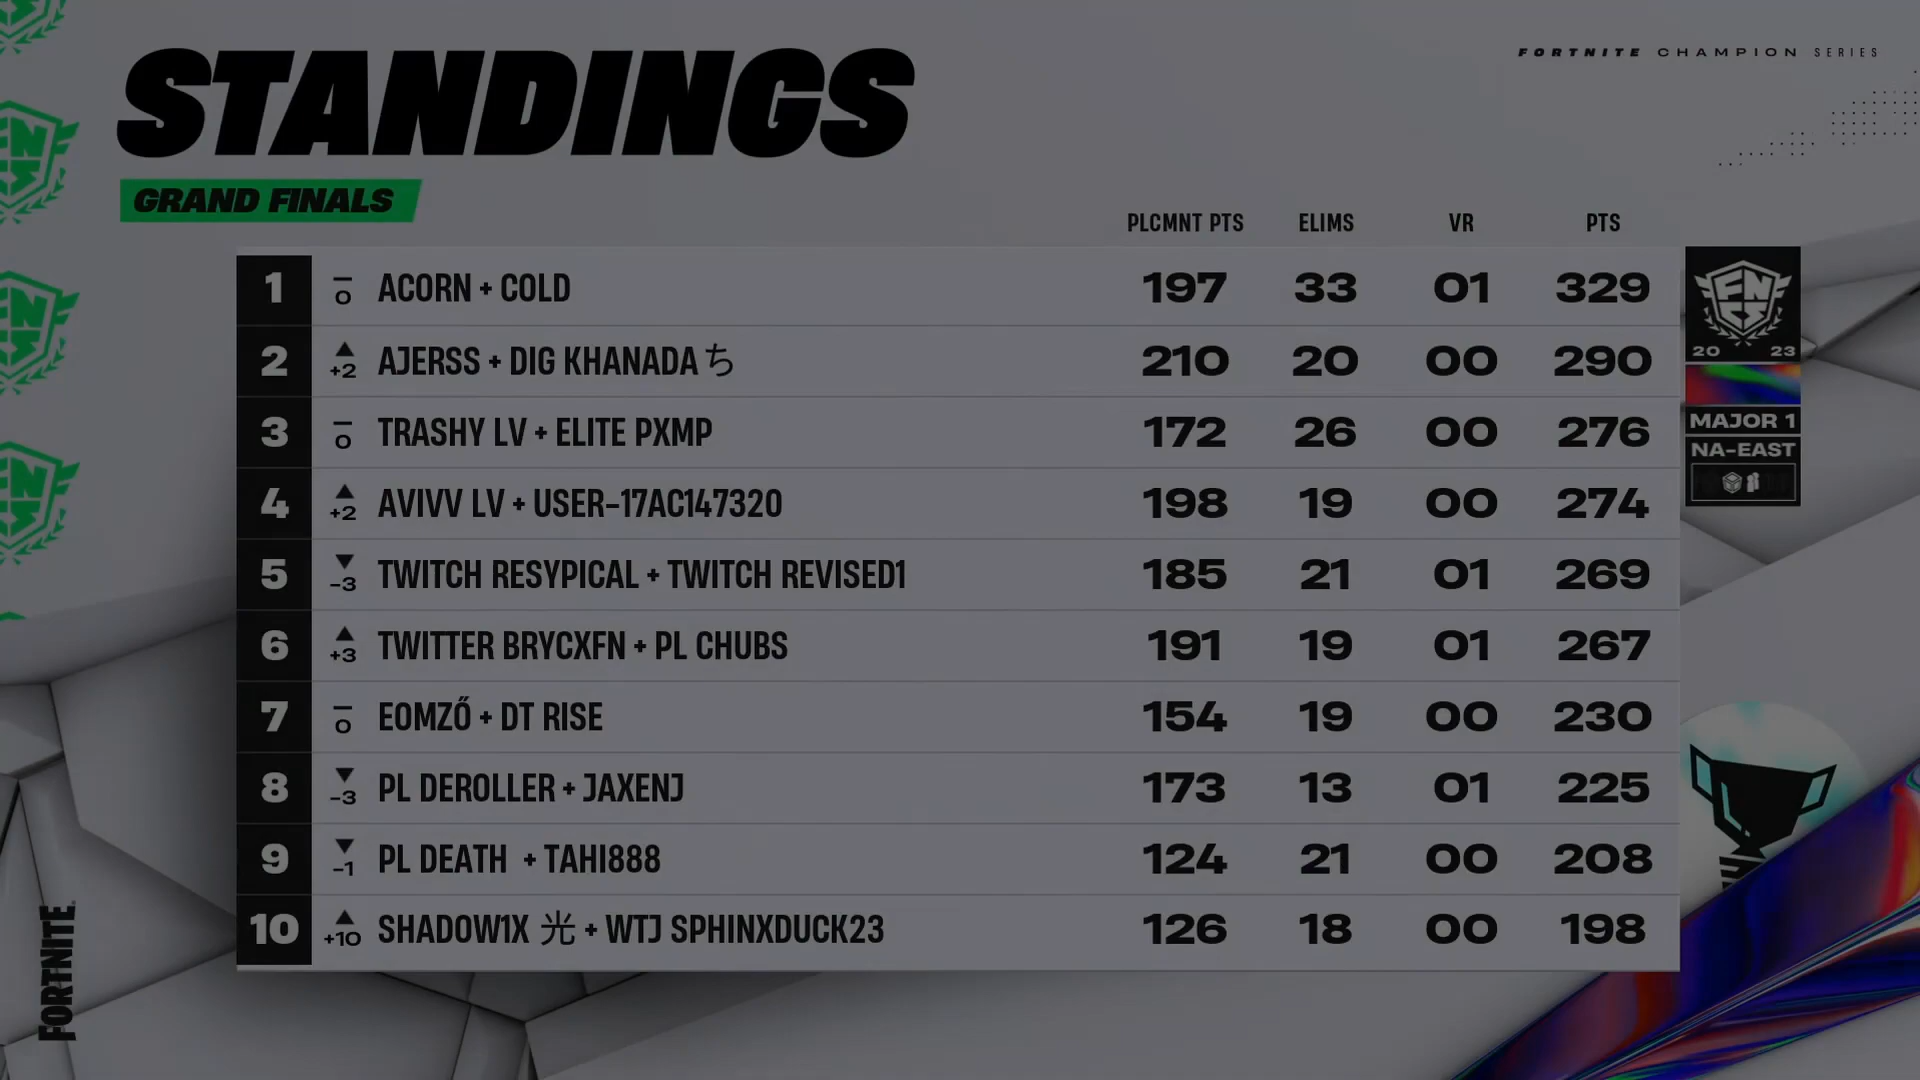 STANDINGS
FORTNITE CHAMPION SERIES
GRAND FINALS
PLCMNT PTS ELIMS VR PTS
1 – 0 ACORN + COLD 197 33 01 329
2 ▲ +2 AJERSS + DIG KHANADA ち 210 20 00 290
3 – 0 TRASHY LV + ELITE PXMP 172 26 00 276
4 ▲ +2 AVIVV LV + USER-17AC147320 198 19 00 274
5 ▼ -3 TWITCH RESYPICAL + TWITCH REVISED1 185 21 01 269
6 ▲ +3 TWITTER BRYCXFN + PL CHUBS 191 19 01 267
7 – 0 EOMZŐ + DT RISE 154 19 00 230
8 ▼ -3 PL DEROLLER + JAXENJ 173 13 01 225
9 ▼ -1 PL DEATH + TAHI888 124 21 00 208
10 ▲ +10 SHADOW1X 光 + WTJ SPHINXDUCK23 126 18 00 198
FNCS
20 23
MAJOR 1
NA-EAST
FORTNITE